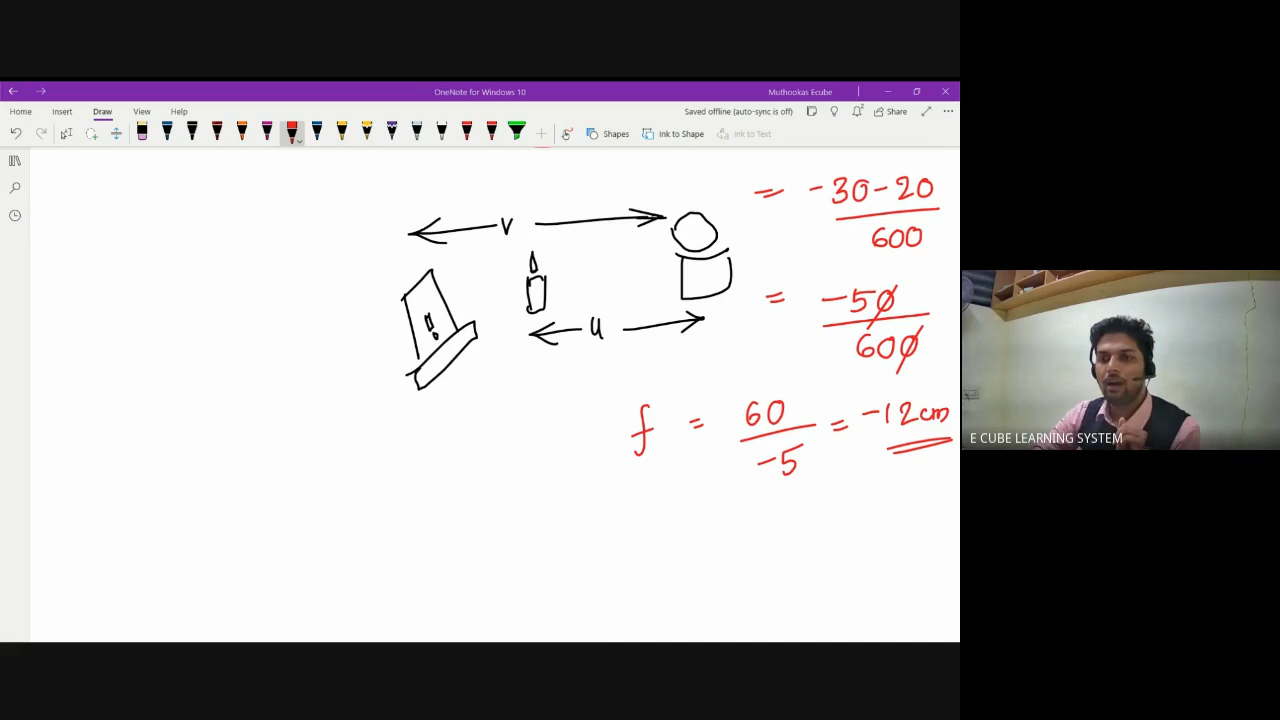 OneNote for Windows 10
Muthookas Ecube
Home Insert Draw View Help
Saved offline (auto-sync is off)
Share
Shapes
Ink to Shape
Ink to Text
= -30-20
600
v
= -50
600
u
f = 60 = -12cm
-5
E CUBE LEARNING SYSTEM